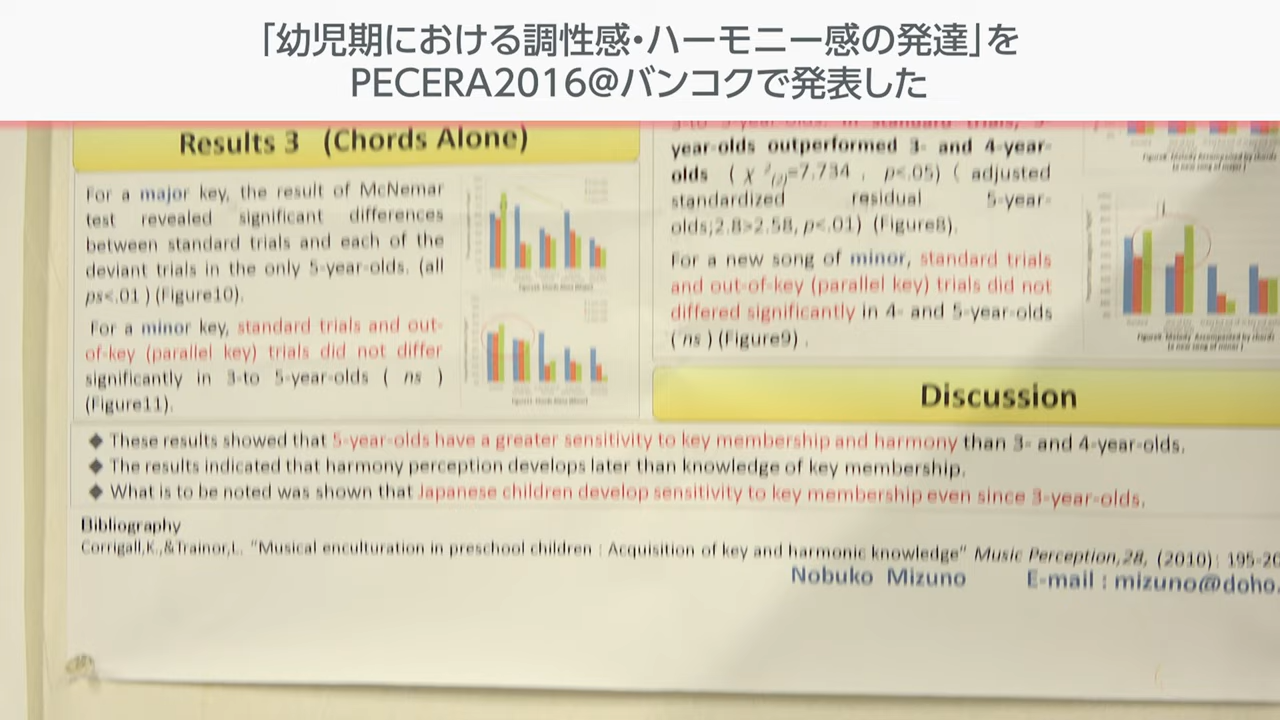 「幼児期における調性感・ハーモニー感の発達」を
PECERA2016@バンコクで発表した
Results 3 (Chords Alone)
For a major key, the result of McNemar
test revealed significant differences
between standard trials and each of the
deviant trials in the only 5-year-olds. (all
ps<.01 ) (Figure10).
For a minor key, standard trials and out-
of-key (parallel key) trials did not differ
significantly in 3-to 5-year-olds ( ns )
(Figure11).
year-olds outperformed 3- and 4-year-
olds ( χ ²(2)=7.734 , p<.05) ( adjusted
standardized residual 5-year-
olds;2.8>2.58, p<.01) (Figure8).
For a new song of minor, standard trials
and out-of-key (parallel key) trials did not
differed significantly in 4- and 5-year-olds
( ns ) (Figure9) .
Discussion
◆ These results showed that 5-year-olds have a greater sensitivity to key membership and harmony than 3- and 4-year-olds.
◆ The results indicated that harmony perception develops later than knowledge of key membership.
◆ What is to be noted was shown that Japanese children develop sensitivity to key membership even since 3-year-olds.
Bibliography
Corrigall,K.,&Trainor,L. "Musical enculturation in preschool children : Acquisition of key and harmonic knowledge" Music Perception,28, (2010): 195-20
Nobuko Mizuno E-mail : mizuno@doho.